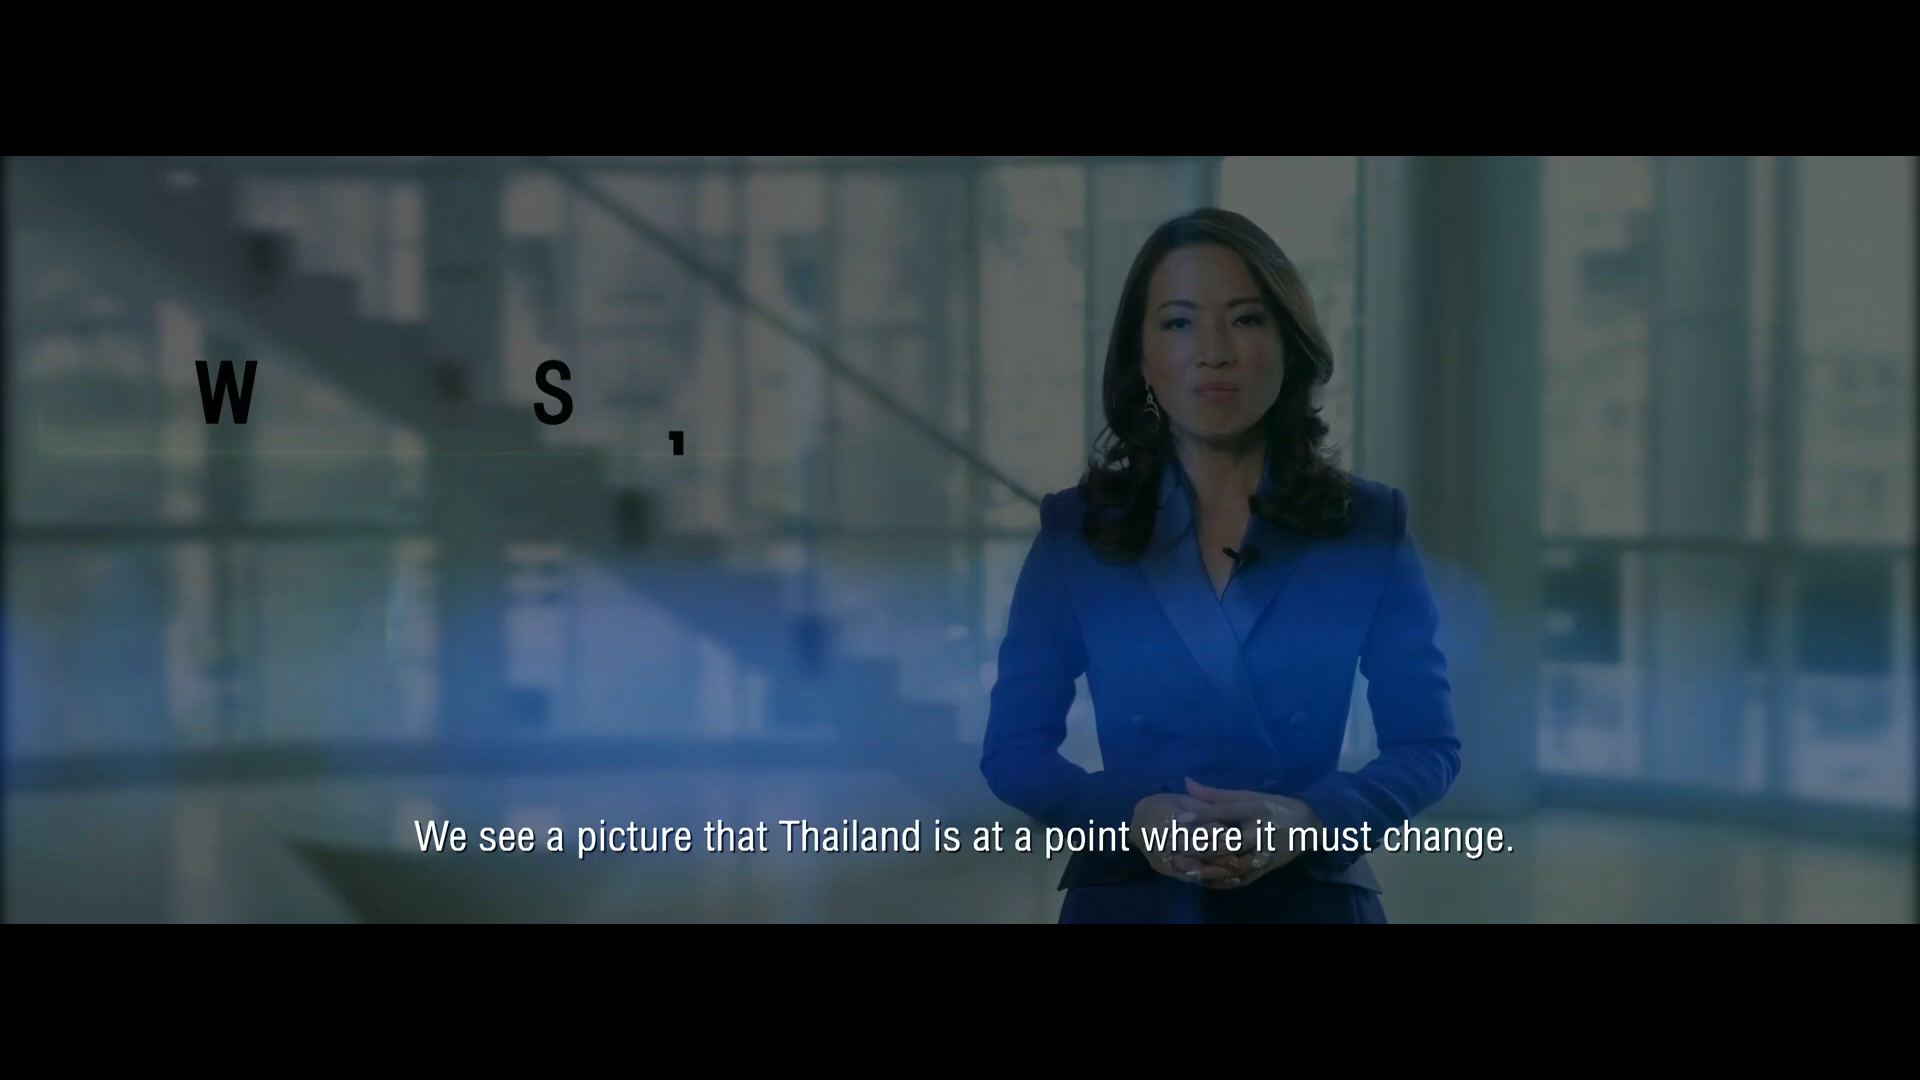 W S ,
We see a picture that Thailand is at a point where it must change.